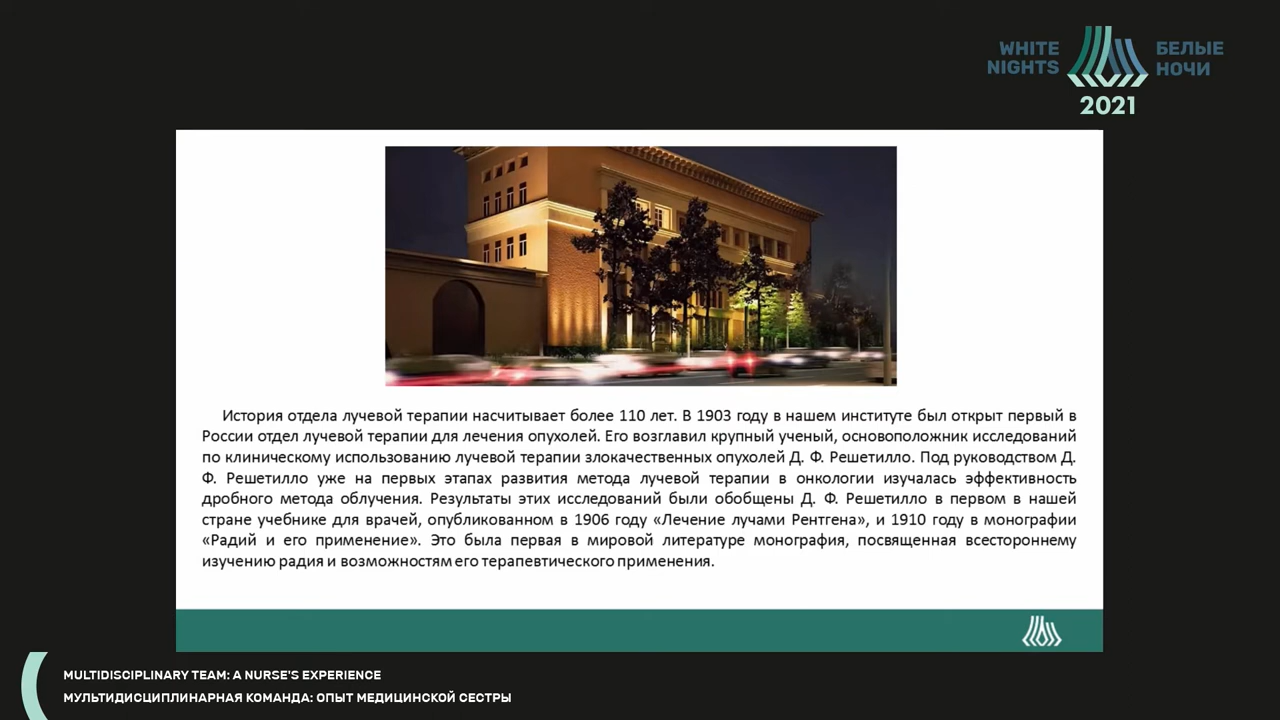 WHITE NIGHTS
БЕЛЫЕ НОЧИ
2021
История отдела лучевой терапии насчитывает более 110 лет. В 1903 году в нашем институте был открыт первый в
России отдел лучевой терапии для лечения опухолей. Его возглавил крупный ученый, основоположник исследований
по клиническому использованию лучевой терапии злокачественных опухолей Д. Ф. Решетилло. Под руководством Д.
Ф. Решетилло уже на первых этапах развития метода лучевой терапии в онкологии изучалась эффективность
дробного метода облучения. Результаты этих исследований были обобщены Д. Ф. Решетилло в первом в нашей
стране учебнике для врачей, опубликованном в 1906 году «Лечение лучами Рентгена», и 1910 году в монографии
«Радий и его применение». Это была первая в мировой литературе монография, посвященная всестороннему
изучению радия и возможностям его терапевтического применения.
MULTIDISCIPLINARY TEAM: A NURSE'S EXPERIENCE
МУЛЬТИДИСЦИПЛИНАРНАЯ КОМАНДА: ОПЫТ МЕДИЦИНСКОЙ СЕСТРЫ